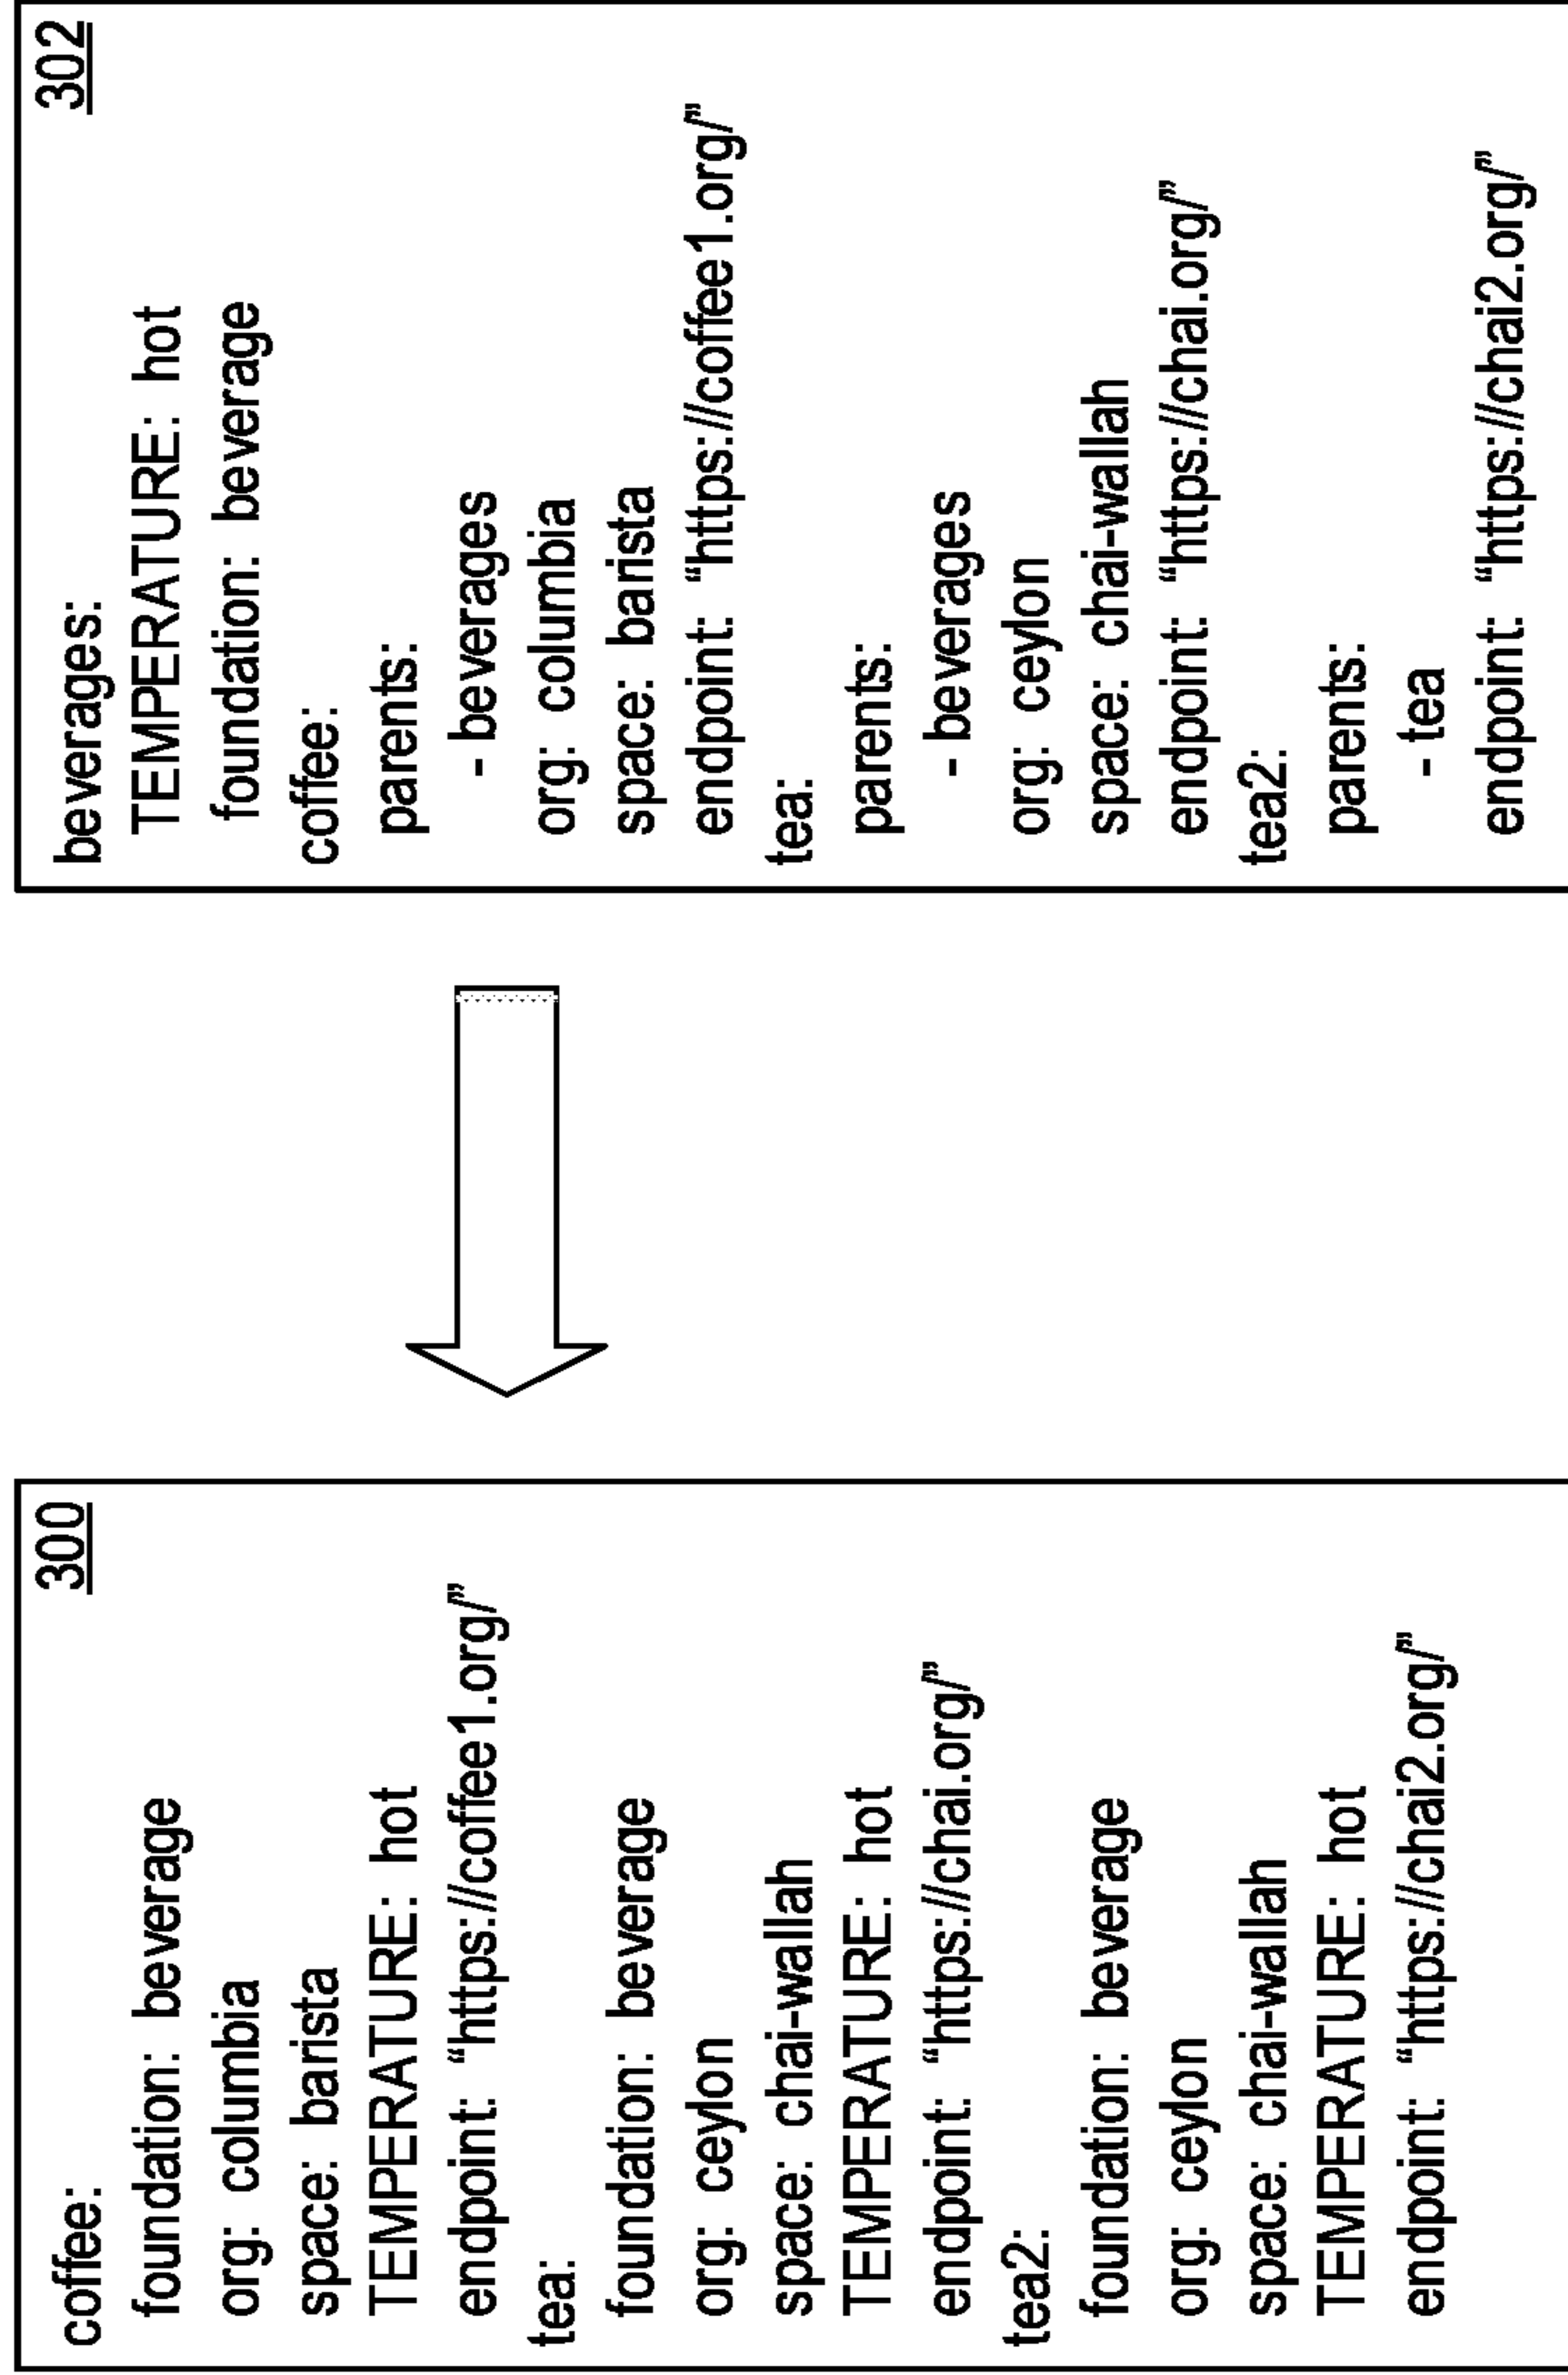 300
coffee:
foundation: beverage
org: columbia
space: barista
TEMPERATURE: hot
endpoint: “https://coffee1.org/”
tea:
foundation: beverage
org: ceylon
space: chai-wallah
TEMPERATURE: hot
endpoint: “https://chai.org/”
tea2:
foundation: beverage
org: ceylon
space: chai-wallah
TEMPERATURE: hot
endpoint: “https://chai2.org/”
302
beverages:
TEMPERATURE: hot
foundation: beverage
coffee:
parents:
- beverages
org: columbia
space: barista
endpoint: “https://coffee1.org/”
tea:
parents:
- beverages
org: ceylon
space: chai-wallah
endpoint: “https://chai.org/”
tea2:
parents:
- tea
endpoint: “https://chai2.org/”